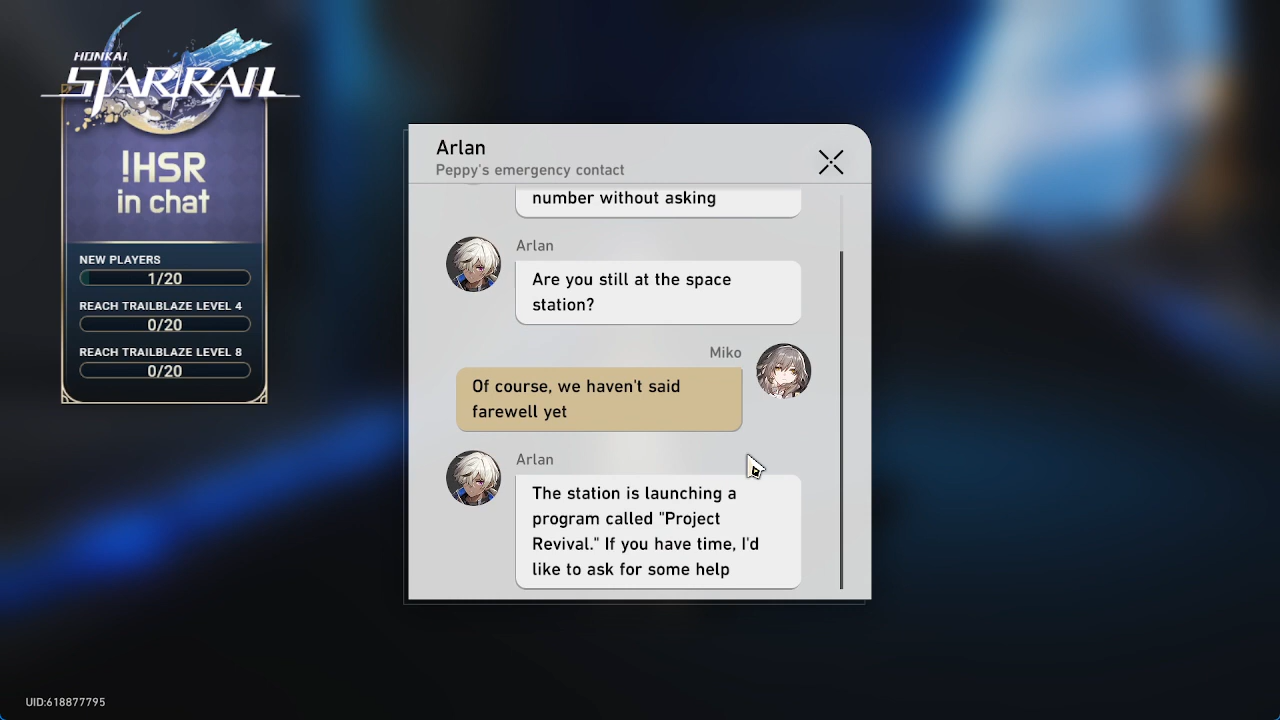 HONKAI
STAR RAIL
!HSR
in chat
NEW PLAYERS
1/20
REACH TRAILBLAZE LEVEL 4
0/20
REACH TRAILBLAZE LEVEL 8
0/20
Arlan
Peppy's emergency contact
number without asking
Arlan
Are you still at the space
station?
Miko
Of course, we haven't said
farewell yet
Arlan
The station is launching a
program called "Project
Revival." If you have time, I'd
like to ask for some help
UID:618877795